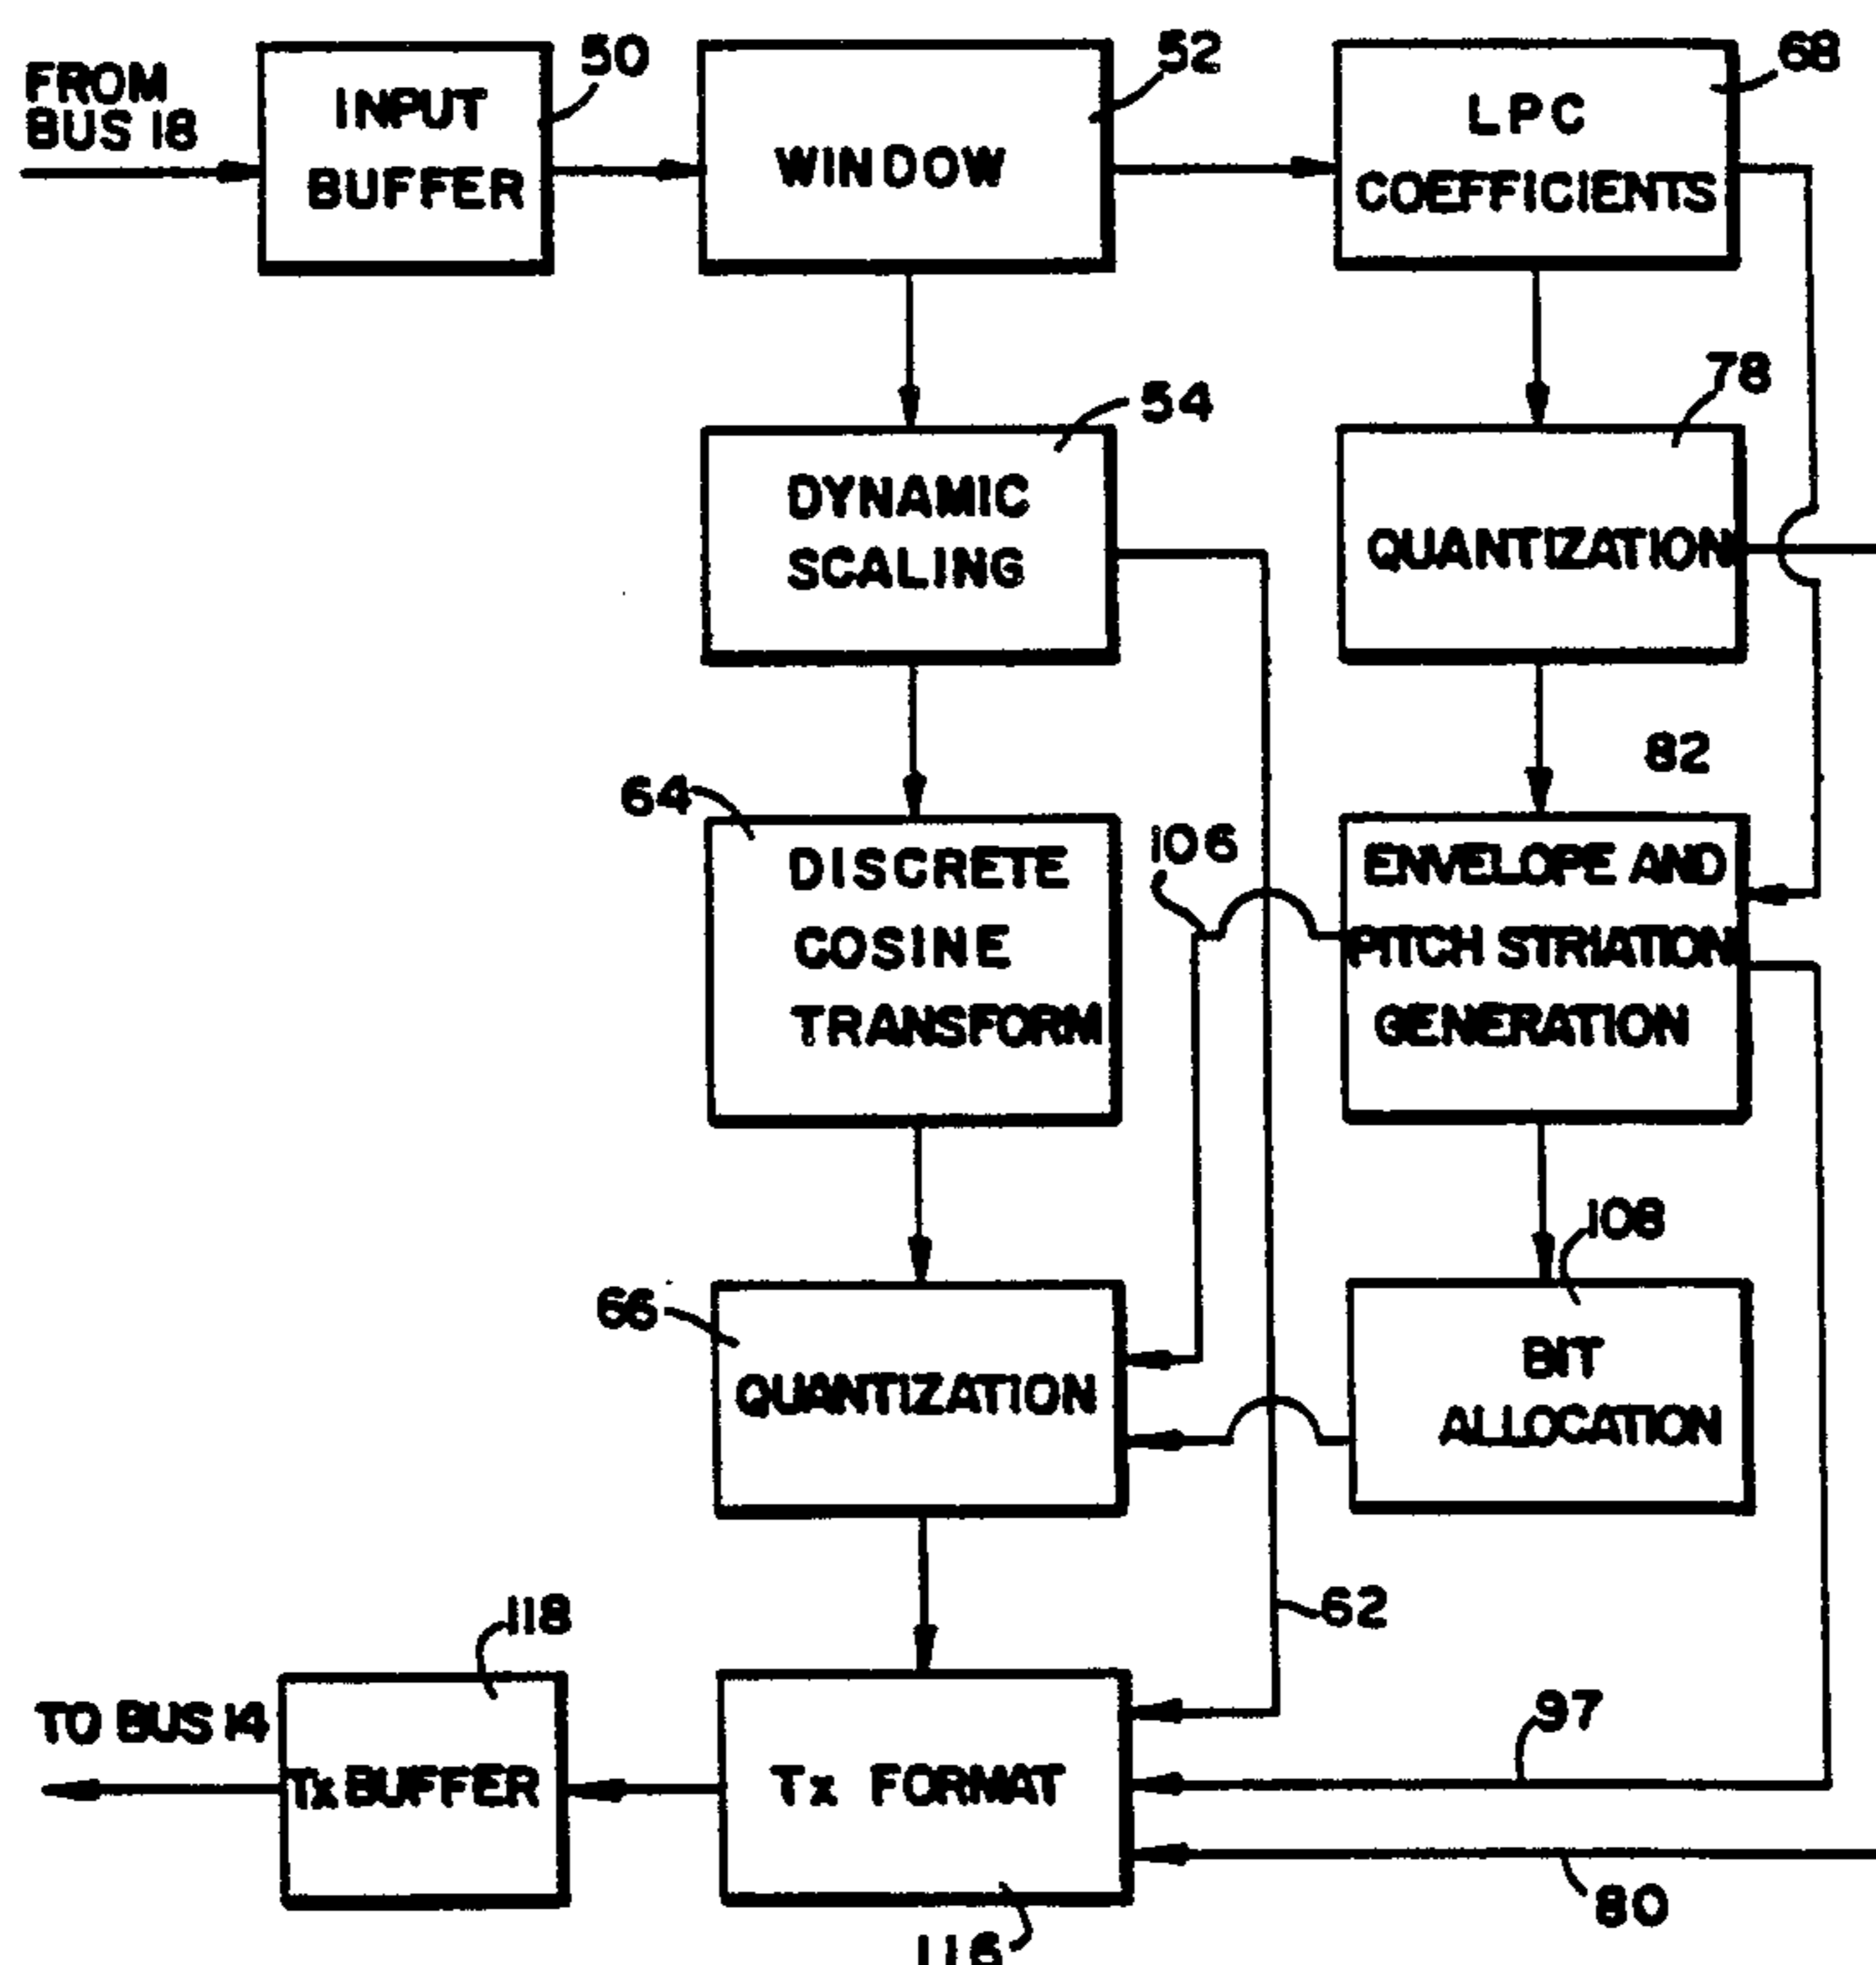 FROM
BUS 18
INPUT
BUFFER
50
WINDOW
52
LPC
COEFFICIENTS
68
DYNAMIC
SCALING
54
QUANTIZATION
78
64
DISCRETE
COSINE
TRANSFORM
106
82
ENVELOPE AND
PITCH STRIATION
GENERATION
66
QUANTIZATION
108
BIT
ALLOCATION
62
118
TO BUS 14
Tx BUFFER
Tx FORMAT
97
80
116